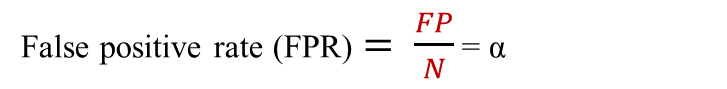 False positive rate (FPR) = FP/N = α